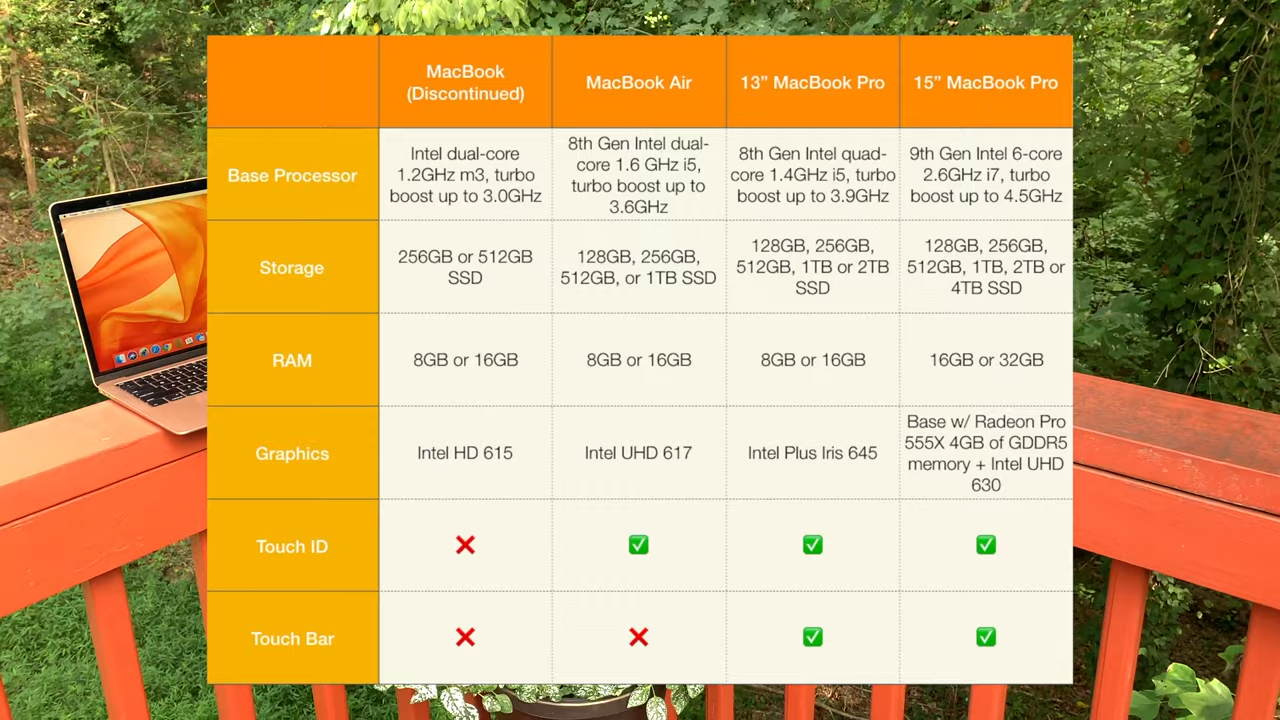 MacBook
(Discontinued)
MacBook Air
13” MacBook Pro
15” MacBook Pro
Base Processor
Intel dual-core
1.2GHz m3, turbo
boost up to 3.0GHz
8th Gen Intel dual-
core 1.6 GHz i5,
turbo boost up to
3.6GHz
8th Gen Intel quad-
core 1.4GHz i5, turbo
boost up to 3.9GHz
9th Gen Intel 6-core
2.6GHz i7, turbo
boost up to 4.5GHz
Storage
256GB or 512GB
SSD
128GB, 256GB,
512GB, or 1TB SSD
128GB, 256GB,
512GB, 1TB or 2TB
SSD
128GB, 256GB,
512GB, 1TB, 2TB or
4TB SSD
RAM
8GB or 16GB
8GB or 16GB
8GB or 16GB
16GB or 32GB
Graphics
Intel HD 615
Intel UHD 617
Intel Plus Iris 645
Base w/ Radeon Pro
555X 4GB of GDDR5
memory + Intel UHD
630
Touch ID
Touch Bar